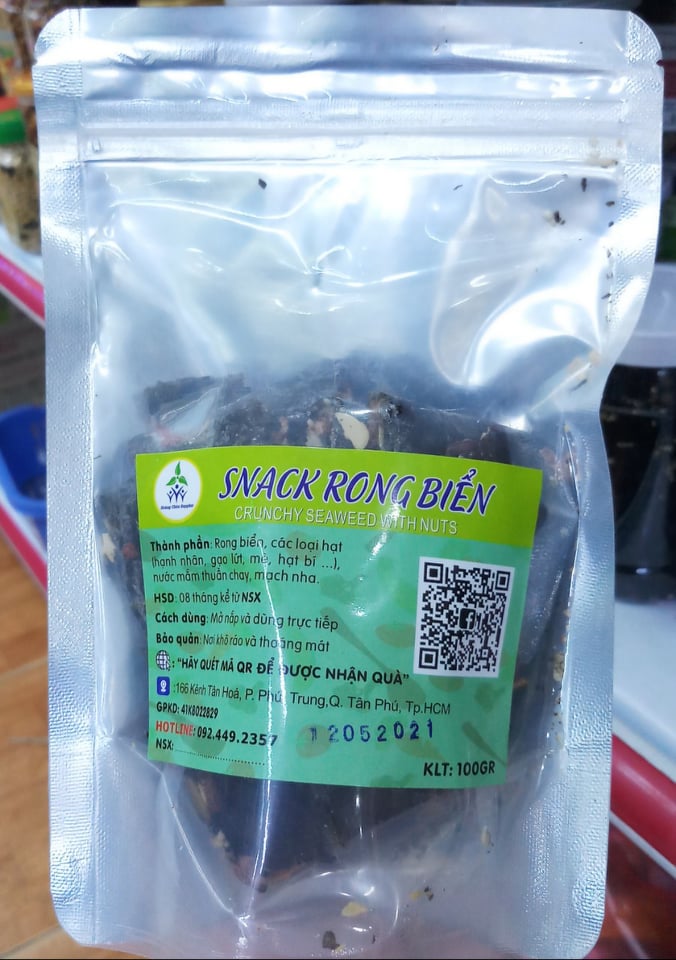 SNACK RONG BIỂN
CRUNCHY SEAWEED WITH NUTS
Thành phần: Rong biển, các loại hạt
(hạnh nhân, gạo lứt, mè, hạt bí ...),
nước mắm thuần chay, mạch nha.
HSD: 08 tháng kể từ NSX
Cách dùng: Mở nắp và dùng trực tiếp
Bảo quản: Nơi khô ráo và thoáng mát
: "HÃY QUÉT MÃ QR ĐỂ ĐƯỢC NHẬN QUÀ"
:166 Kênh Tân Hoá, P. Phú Trung,Q. Tân Phú, Tp.HCM
GPKD: 41K8022829
HOTLINE: 092.449.2357
12052021
NSX:
KLT: 100GR